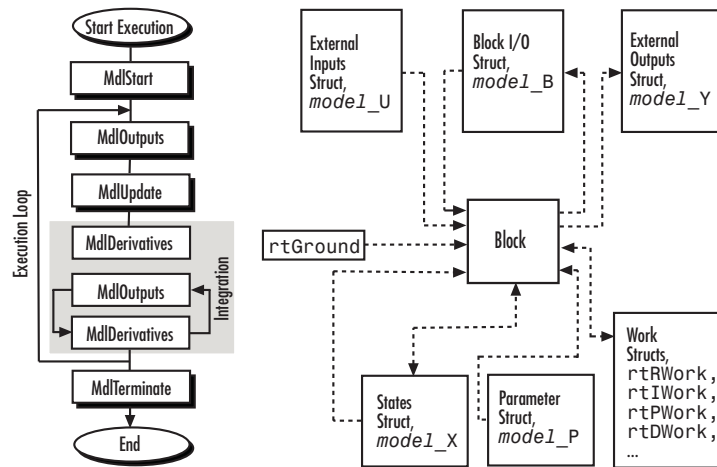 Start Execution
MdlStart
MdlOutputs
MdlUpdate
MdlDerivatives
MdlOutputs
MdlDerivatives
MdlTerminate
End
Execution Loop
Integration
External
Inputs
Struct,
model_U
Block I/O
Struct,
model_B
External
Outputs
Struct,
model_Y
rtGround
Block
States
Struct,
model_X
Parameter
Struct,
model_P
Work
Structs,
rtRWork,
rtIWork,
rtPWork,
rtDWork,
...